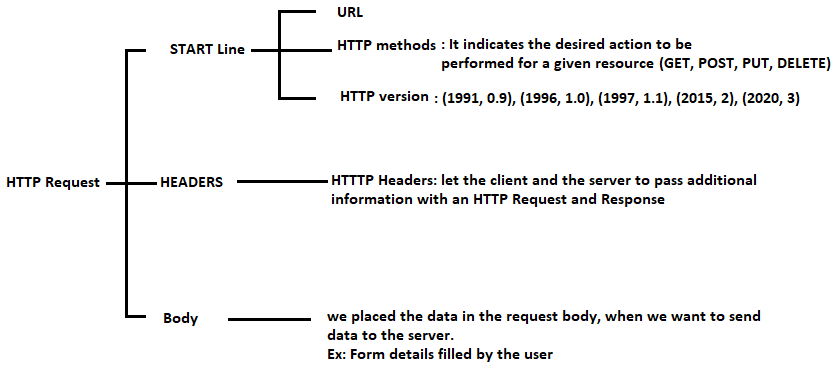 URL
START Line
HTTP methods : It indicates the desired action to be
performed for a given resource (GET, POST, PUT, DELETE)
HTTP version : (1991, 0.9), (1996, 1.0), (1997, 1.1), (2015, 2), (2020, 3)
HTTP Request
HEADERS
HTTTP Headers: let the client and the server to pass additional
information with an HTTP Request and Response
Body
we placed the data in the request body, when we want to send
data to the server.
Ex: Form details filled by the user